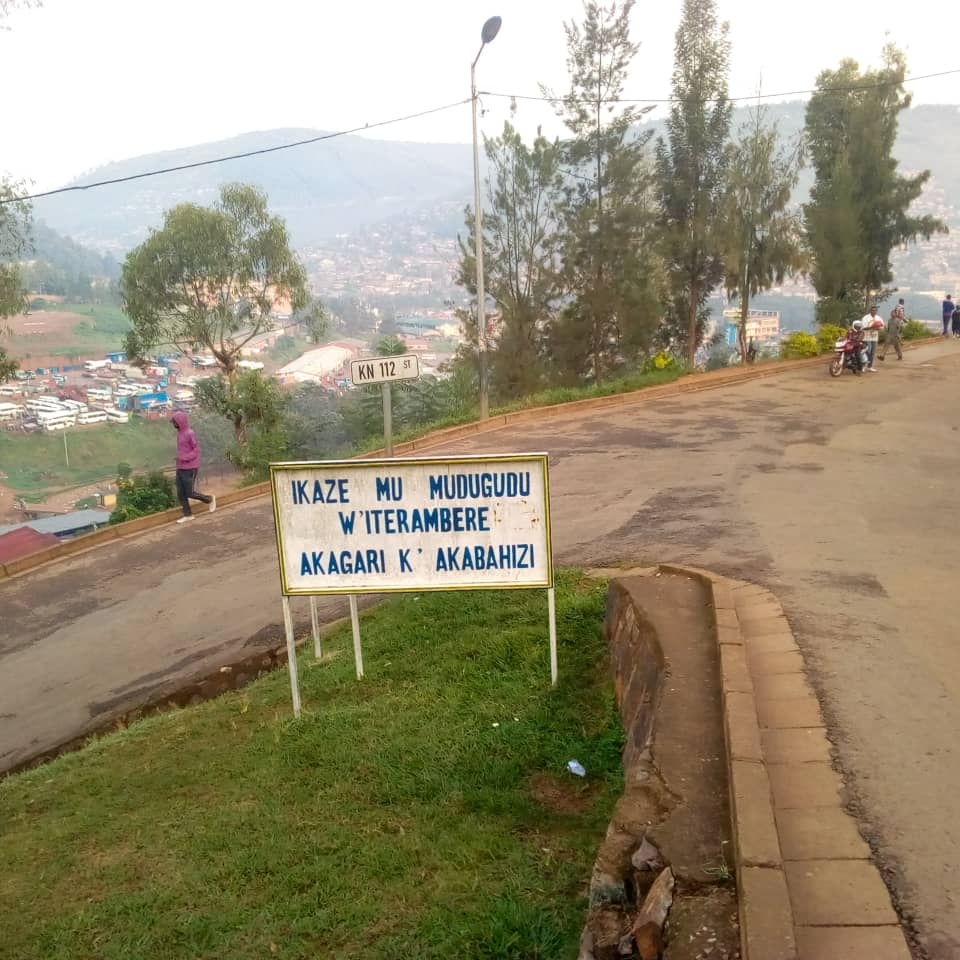 KN 112 ST
IKAZE MU MUDUGUDU
W'ITERAMBERE
AKAGARI K' AKABAHIZI